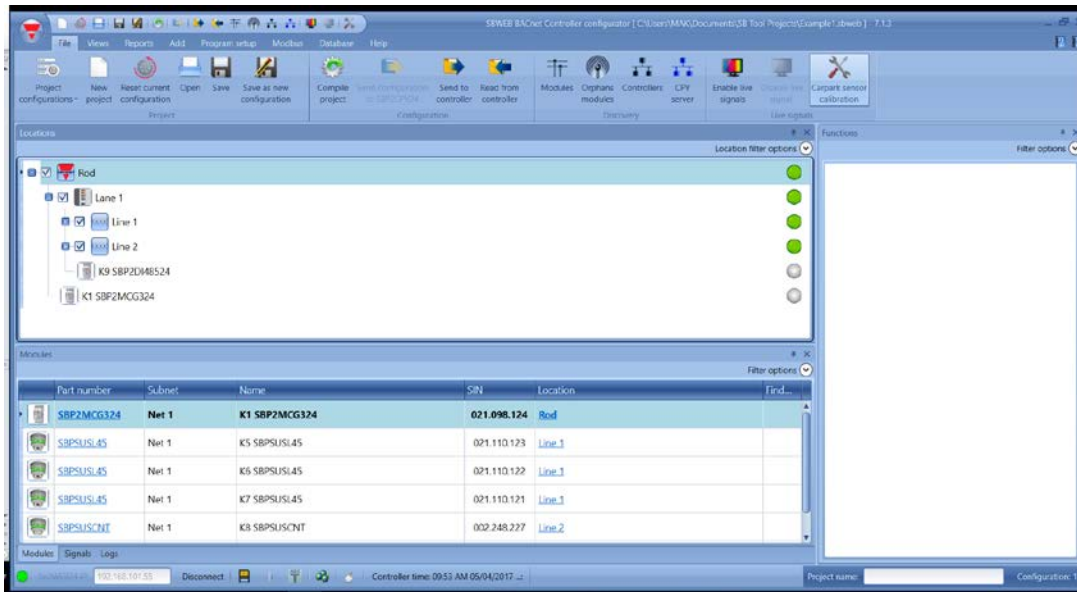 SBWEB BACnet Controller configurator [ C:\Users\MAK\Documents\SB Tool Projects\Example1.sbweb ] - 7.1.3
File Views Reports Add Program setup Modbus Database Help
Project configurations
New project
Reset current configuration
Open
Save
Save as new configuration
Compile project
Send to controller
Read from controller
Modules
Orphans modules
Controllers
CPY server
Enable live signals
Carpark sensor calibration
Project
Configuration
Discovery
Live signals
Locations
Location filter options
Rod
Lane 1
Line 1
Line 2
K9 SBP2DI48524
K1 SBP2MCG324
Functions
Filter options
Modules
Filter options
Part number Subnet Name SIN Location Find...
SBP2MCG324 Net 1 K1 SBP2MCG324 021.098.124 Rod
SBPSUSL45 Net 1 K5 SBPSUSL45 021.110.123 Line 1
SBPSUSL45 Net 1 K6 SBPSUSL45 021.110.122 Line 1
SBPSUSL45 Net 1 K7 SBPSUSL45 021.110.121 Line 1
SBPSUSCNT Net 1 K8 SBPSUSCNT 002.248.227 Line 2
Modules Signals Logs
192.168.101.55 Disconnect Controller time: 09:53 AM 05/04/2017 ... Project name: Configuration: 1